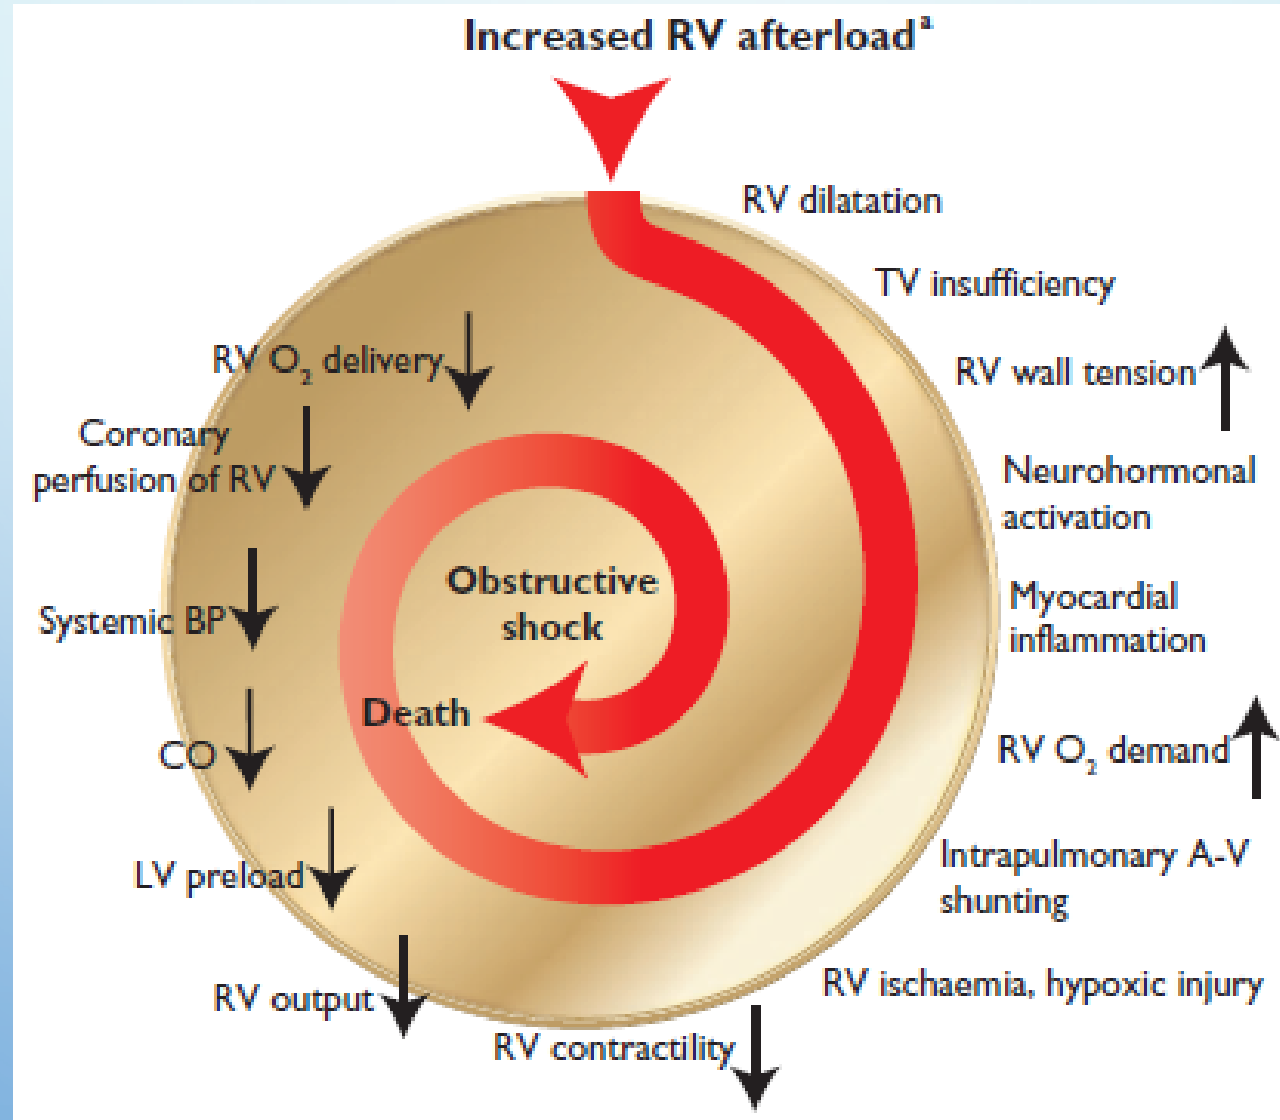 Increased RV afterloadᵃ
RV dilatation
TV insufficiency
RV wall tension
Neurohormonal
activation
Myocardial
inflammation
RV O₂ demand
Intrapulmonary A-V
shunting
RV ischaemia, hypoxic injury
RV contractility
RV output
LV preload
CO
Systemic BP
Coronary
perfusion of RV
RV O₂ delivery
Obstructive
shock
Death